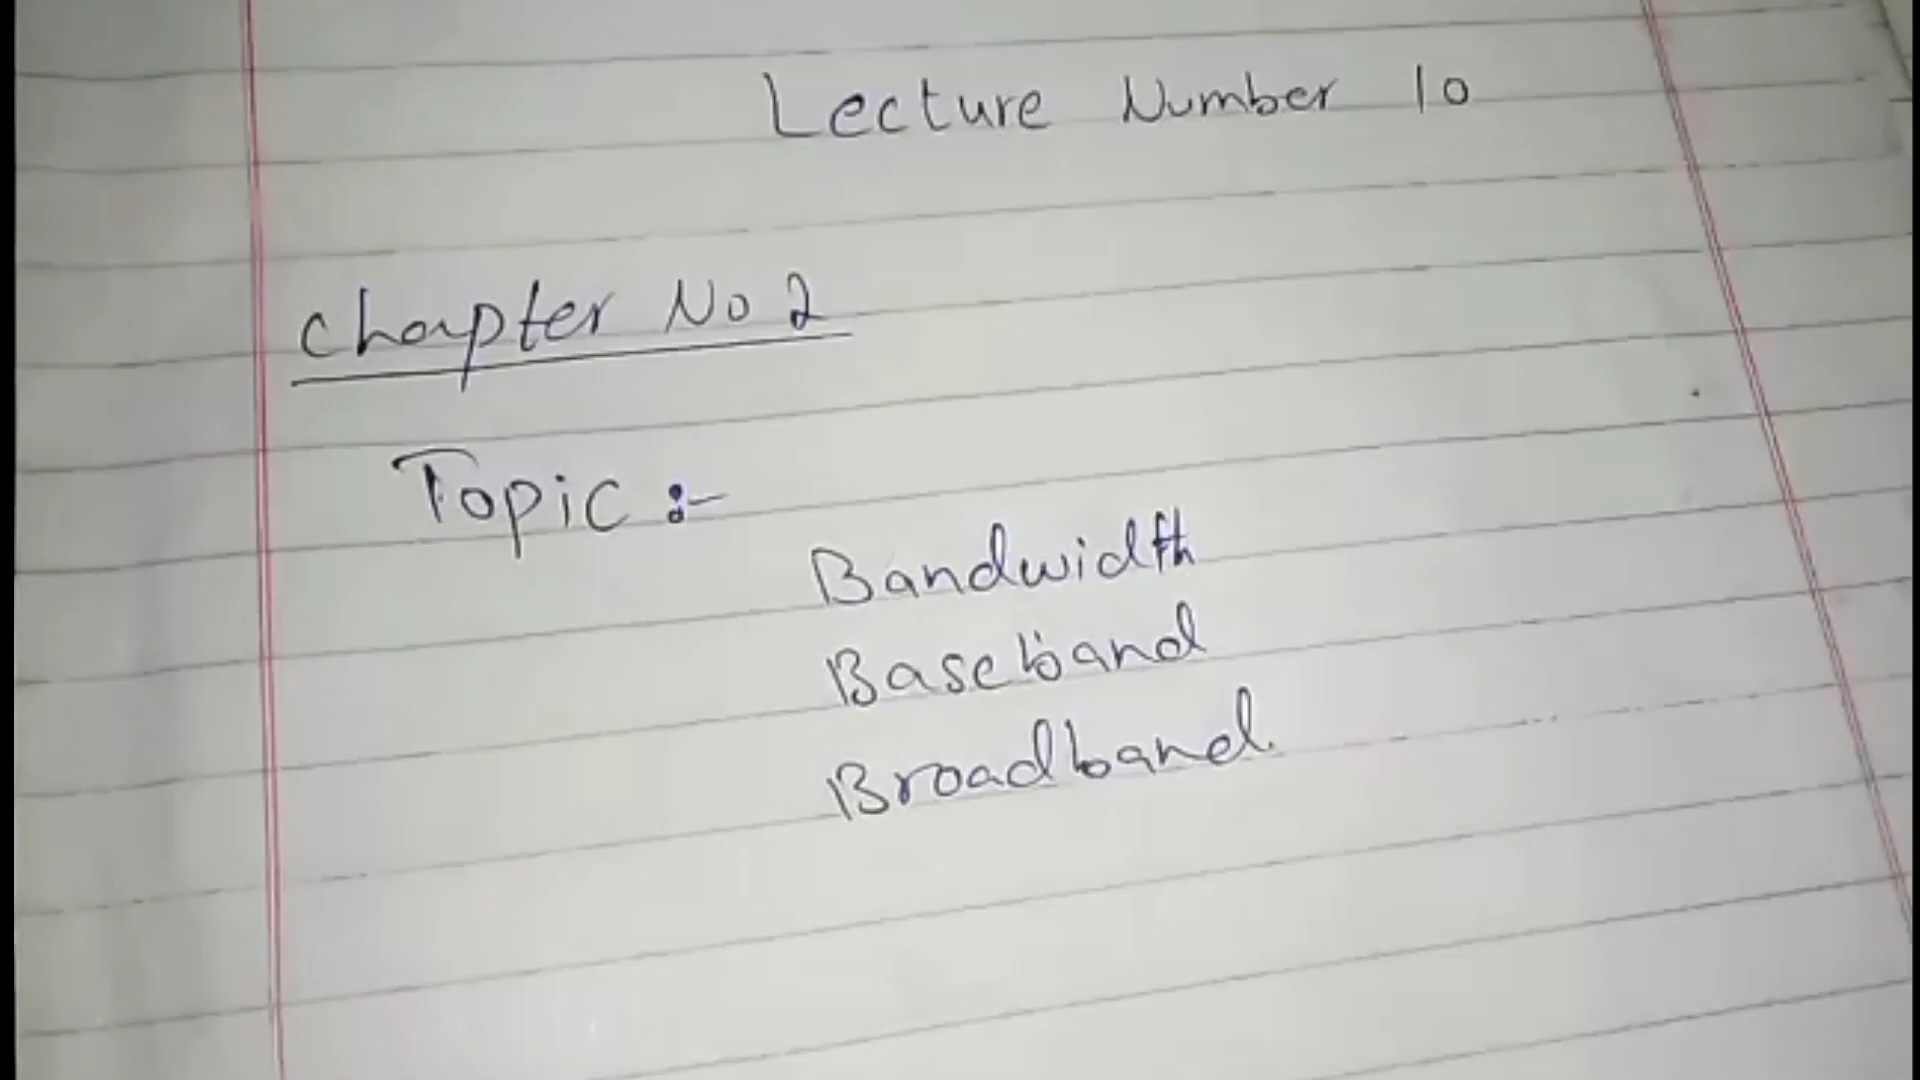 Lecture Number 10
Chapter No 2
Topic :-
Bandwidth
Baseband
Broadband.